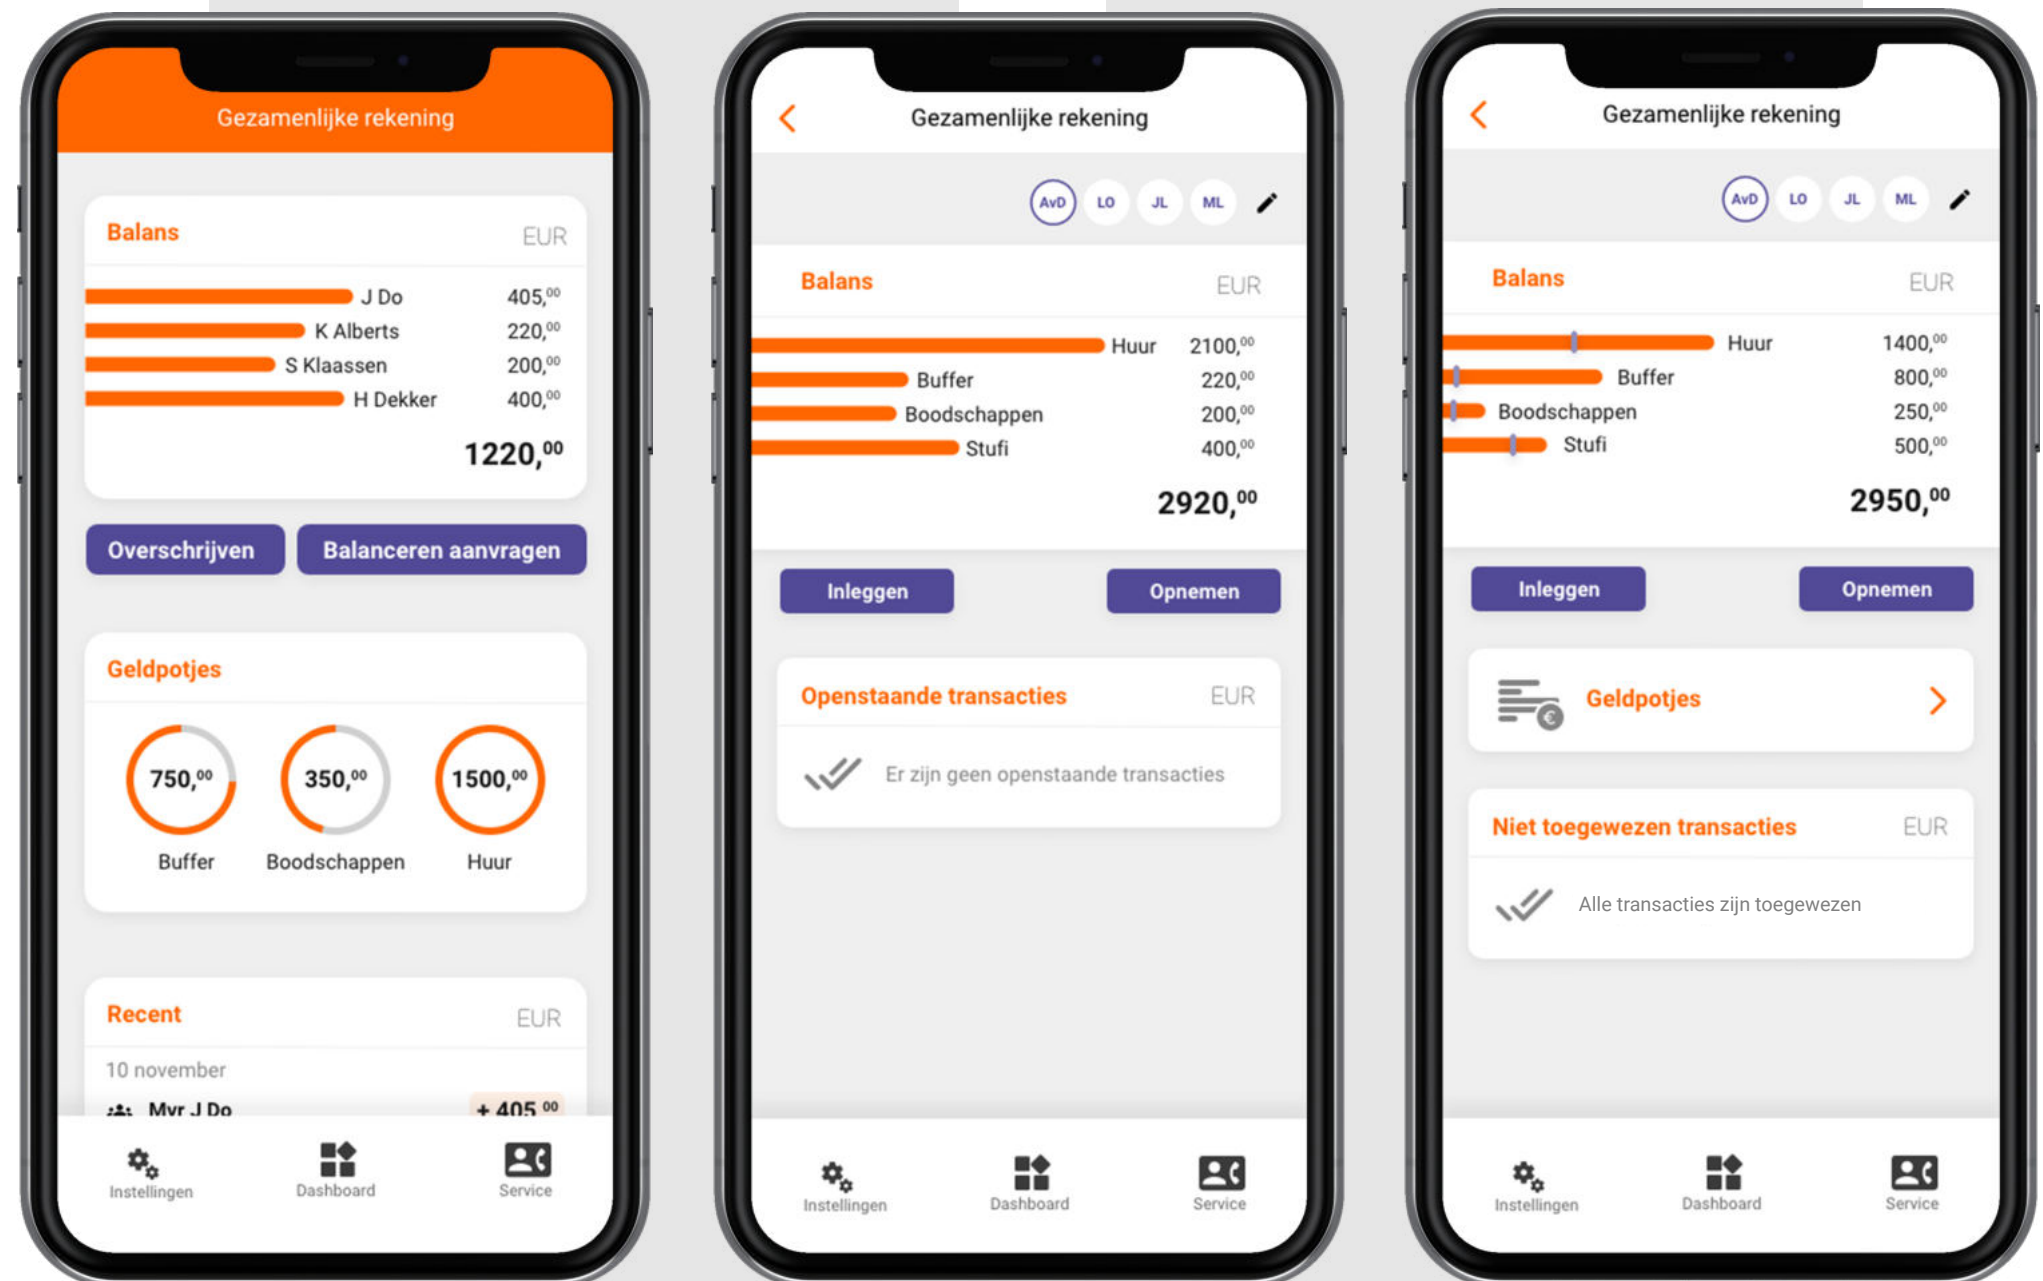 Gezamenlijke rekening
Balans EUR
J Do 405,00
K Alberts 220,00
S Klaassen 200,00
H Dekker 400,00
1220,00
Overschrijven Balanceren aanvragen
Geldpotjes
750,00 350,00 1500,00
Buffer Boodschappen Huur
Recent EUR
10 november
Mvr J Do + 405 00
Instellingen Dashboard Service
Gezamenlijke rekening
AvD LO JL ML
Balans EUR
Huur 2100,00
Buffer 220,00
Boodschappen 200,00
Stufi 400,00
2920,00
Inleggen Opnemen
Openstaande transacties EUR
Er zijn geen openstaande transacties
Instellingen Dashboard Service
Gezamenlijke rekening
AvD LO JL ML
Balans EUR
Huur 1400,00
Buffer 800,00
Boodschappen 250,00
Stufi 500,00
2950,00
Inleggen Opnemen
€ Geldpotjes
Niet toegewezen transacties EUR
Alle transacties zijn toegewezen
Instellingen Dashboard Service